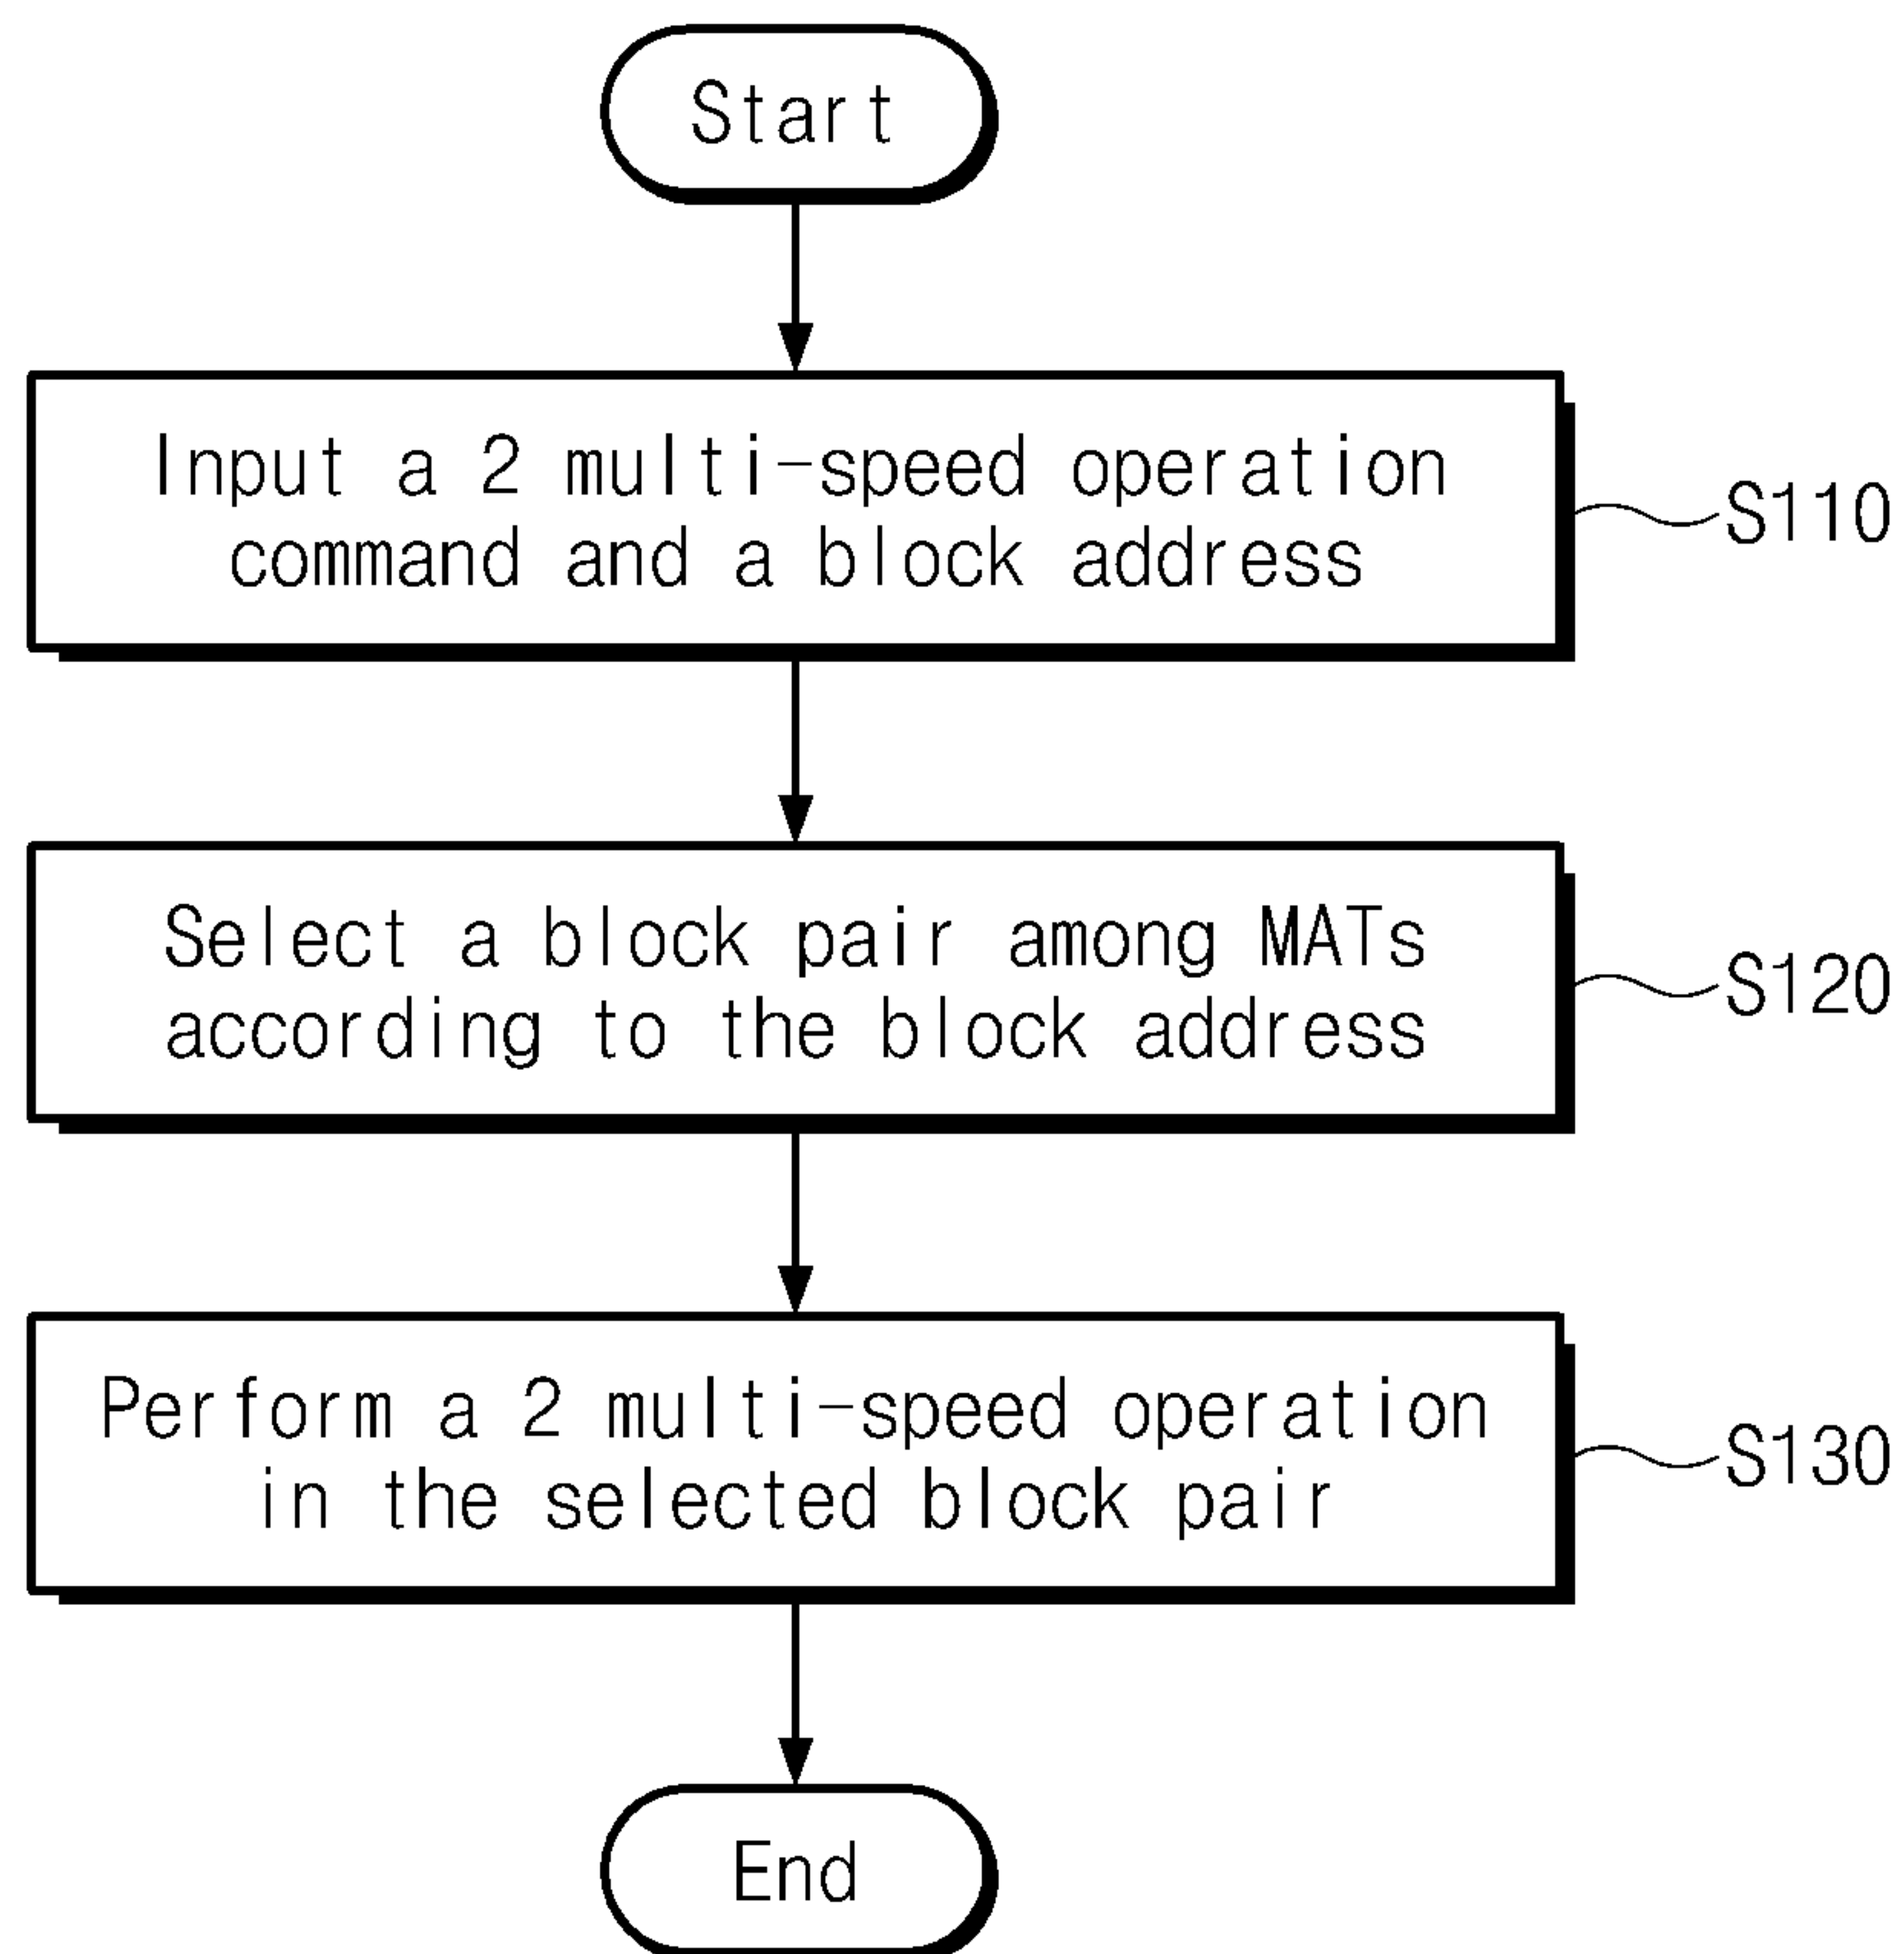 Start
Input a 2 multi-speed operation
command and a block address
S110
Select a block pair among MATs
according to the block address
S120
Perform a 2 multi-speed operation
in the selected block pair
S130
End